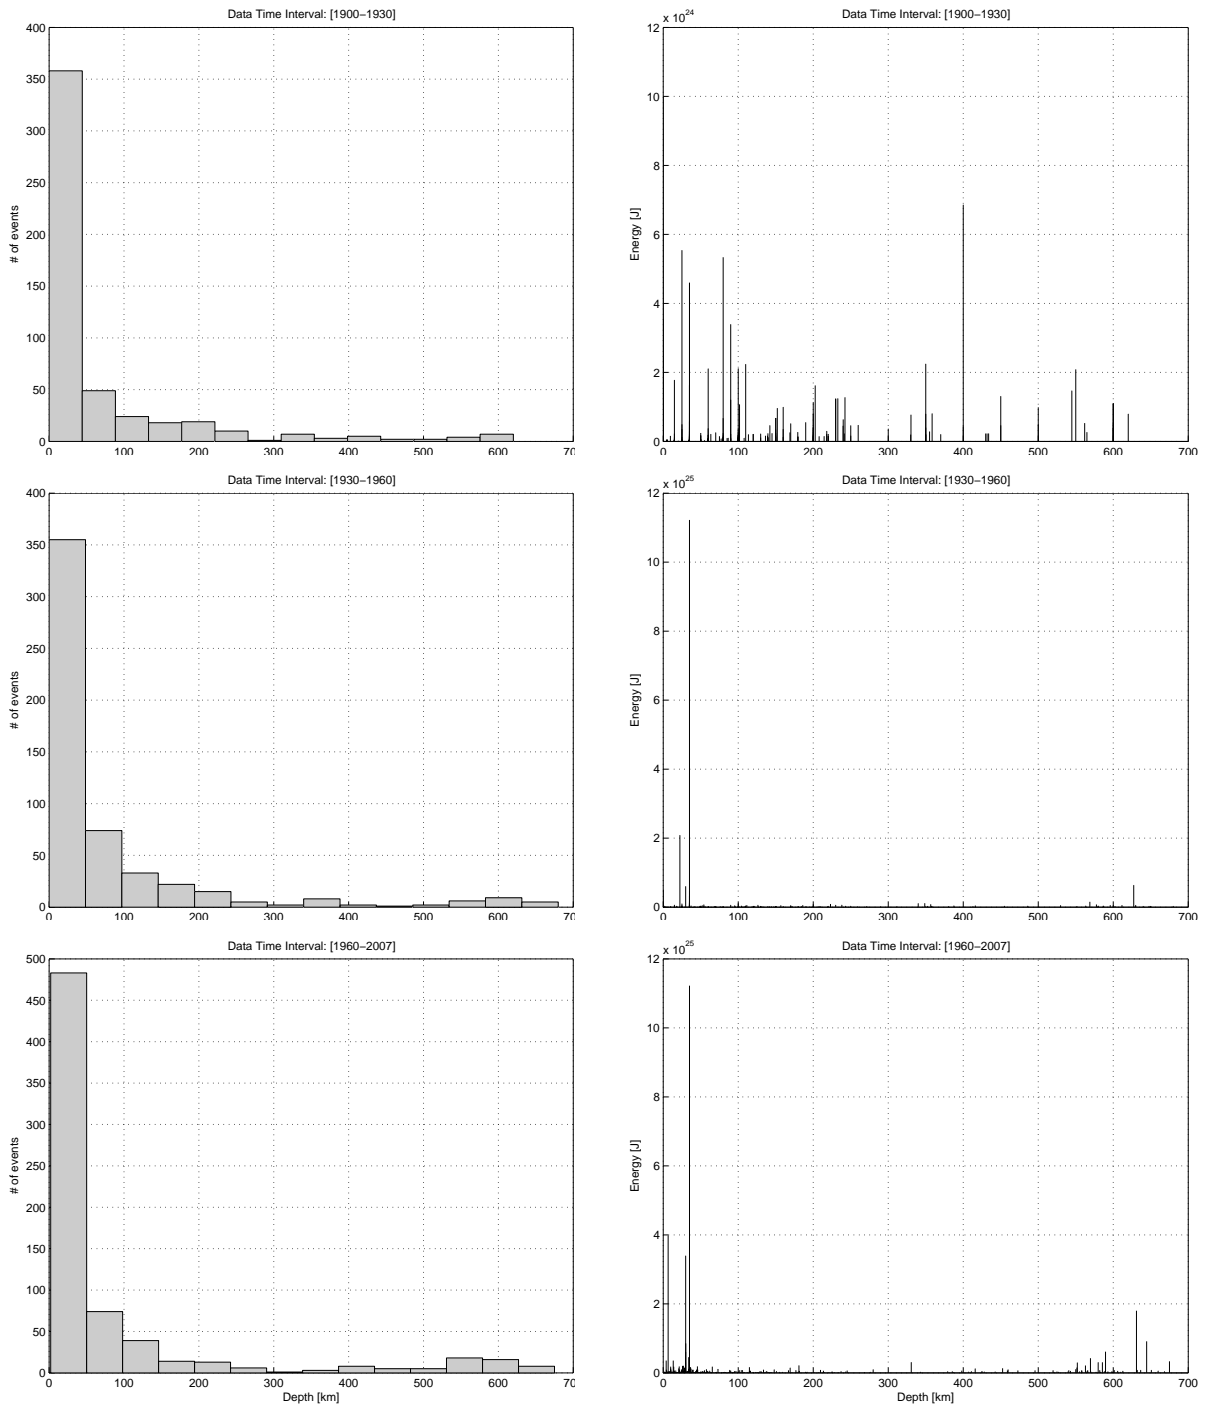 Data Time Interval: [1900−1930]
400
350
300
250
200
150
100
50
0
# of events
0 100 200 300 400 500 600 70
Data Time Interval: [1900−1930]
x 10^24
12
10
8
6
4
2
0
Energy [J]
0 100 200 300 400 500 600 700
Data Time Interval: [1930−1960]
400
350
300
250
200
150
100
50
0
# of events
0 100 200 300 400 500 600 70
Data Time Interval: [1930−1960]
x 10^25
12
10
8
6
4
2
0
Energy [J]
0 100 200 300 400 500 600 700
Data Time Interval: [1960−2007]
500
450
400
350
300
250
200
150
100
50
0
# of events
0 100 200 300 400 500 600 70
Depth [km]
Data Time Interval: [1960−2007]
x 10^25
12
10
8
6
4
2
0
Energy [J]
0 100 200 300 400 500 600 700
Depth [km]